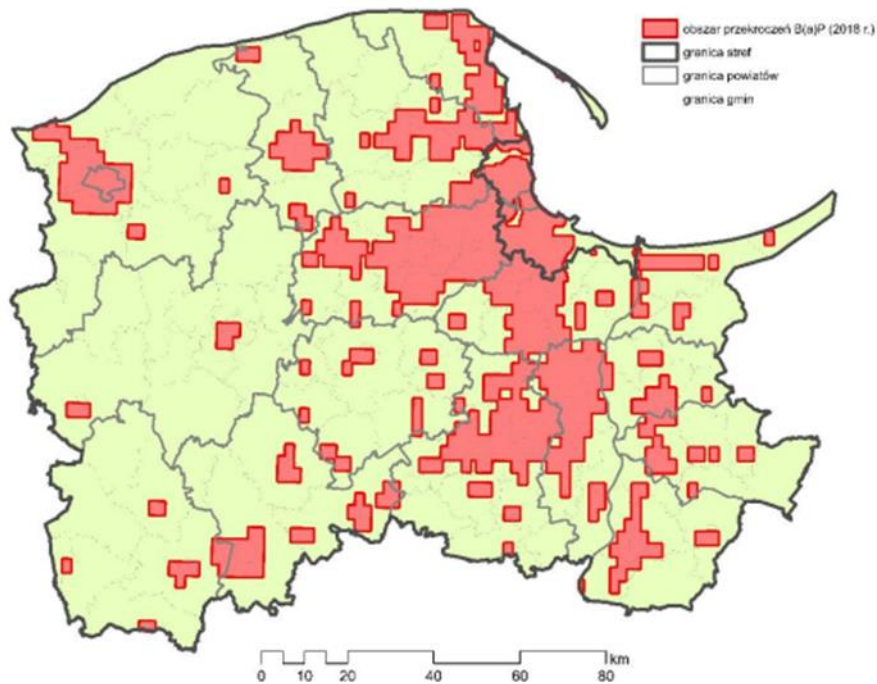 obszar przekroczeń B(a)P (2018 r.)
granica stref
granica powiatów
granica gmin
km
0 10 20 40 60 80